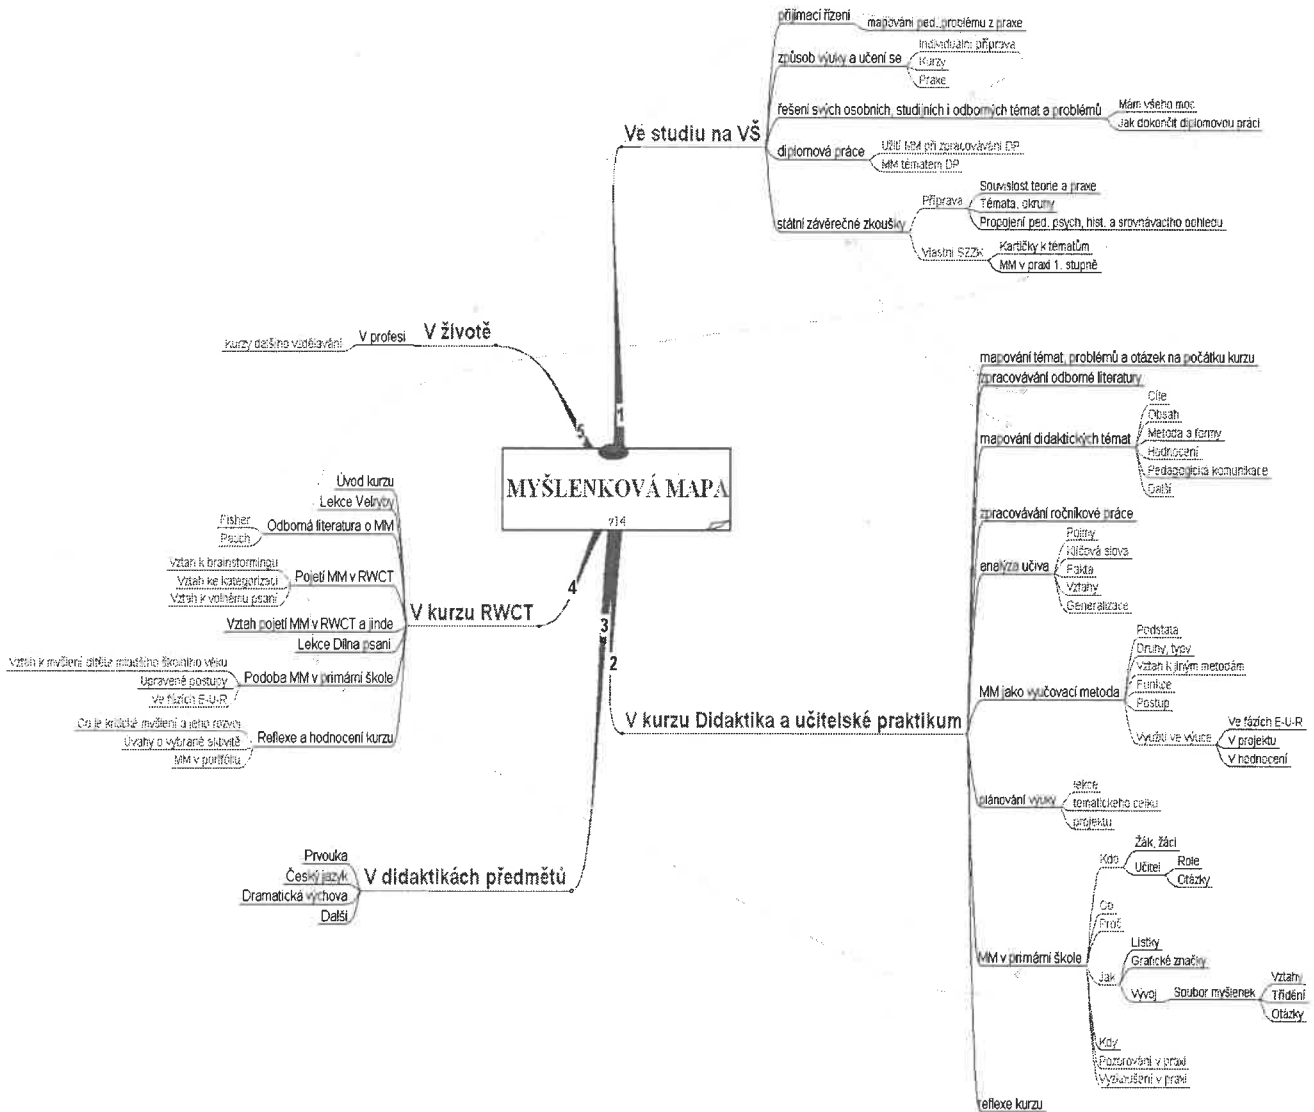 přijímací řízení
mapování ped. problému z praxe
způsob výuky a učení se
Individuální příprava
Kurzy
Praxe
řešení svých osobních, studijních i odborných témat a problémů
Mám všeho moc
Jak dokončit diplomovou práci
Ve studiu na VŠ
diplomová práce
Užití MM při zpracovávání DP
MM tématem DP
státní závěrečné zkoušky
Příprava
Souvislost teorie a praxe
Témata, okruhy
Propojení ped. psych, hist. a srovnávacího pohledu
Vlastní SZZK
Kartičky k tématům
MM v praxi 1. stupně
V životě
V profesi
Kurzy dalšího vzdělávání
1
5
MYŠLENKOVÁ MAPA
v14
4
3
2
V kurzu RWCT
Úvod kurzu
Lekce Velryby
Odborná literatura o MM
Fisher
Pasch
Pojetí MM v RWCT
Vztah k brainstormingu
Vztah ke kategorizaci
Vztah k volnému psaní
Vztah pojetí MM v RWCT a jinde
Lekce Dílna psaní
Podoba MM v primární škole
Vztah k myšlení dítěte mladšího školního věku
Upravené postupy
Ve fázích E-U-R
Reflexe a hodnocení kurzu
Co je kritické myšlení a jeho rozvoj
Úvahy o vybrané aktivitě
MM v portfoliu
V didaktikách předmětů
Prvouka
Český jazyk
Dramatická výchova
Další
V kurzu Didaktika a učitelské praktikum
mapování témat, problémů a otázek na počátku kurzu
zpracovávání odborné literatury
mapování didaktických témat
Cíle
Obsah
Metoda a formy
Hodnocení
Pedagogická komunikace
Další
zpracovávání ročníkové práce
analýza učiva
Pojmy
Klíčová slova
Fakta
Vztahy
Generalizace
MM jako vyučovací metoda
Podstata
Druhy, typy
Vztah k jiným metodám
Funkce
Postup
Využití ve výuce
Ve fázích E-U-R
V projektu
V hodnocení
plánování výuky
lekce
tematického celku
projektu
MM v primární škole
Kdo
Žák, žáci
Učitel
Role
Otázky
Co
Proč
Jak
Lístky
Grafické značky
Vývoj
Soubor myšlenek
Vztahy
Třídění
Otázky
Kdy
Pozorování v praxi
Vyzkoušení v praxi
reflexe kurzu